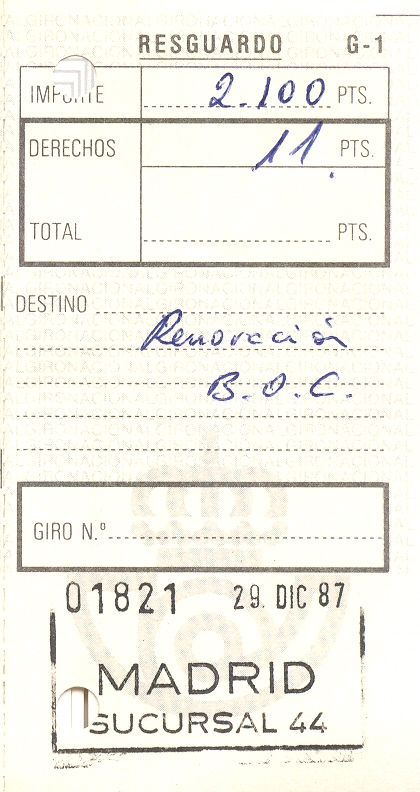 RESGUARDO G-1
IMPORTE 2.100 PTS.
DERECHOS 11 PTS.
TOTAL PTS.
DESTINO
Renovación
B.O.C.
GIRO N.º
01821 29. DIC 87
MADRID
SUCURSAL 44